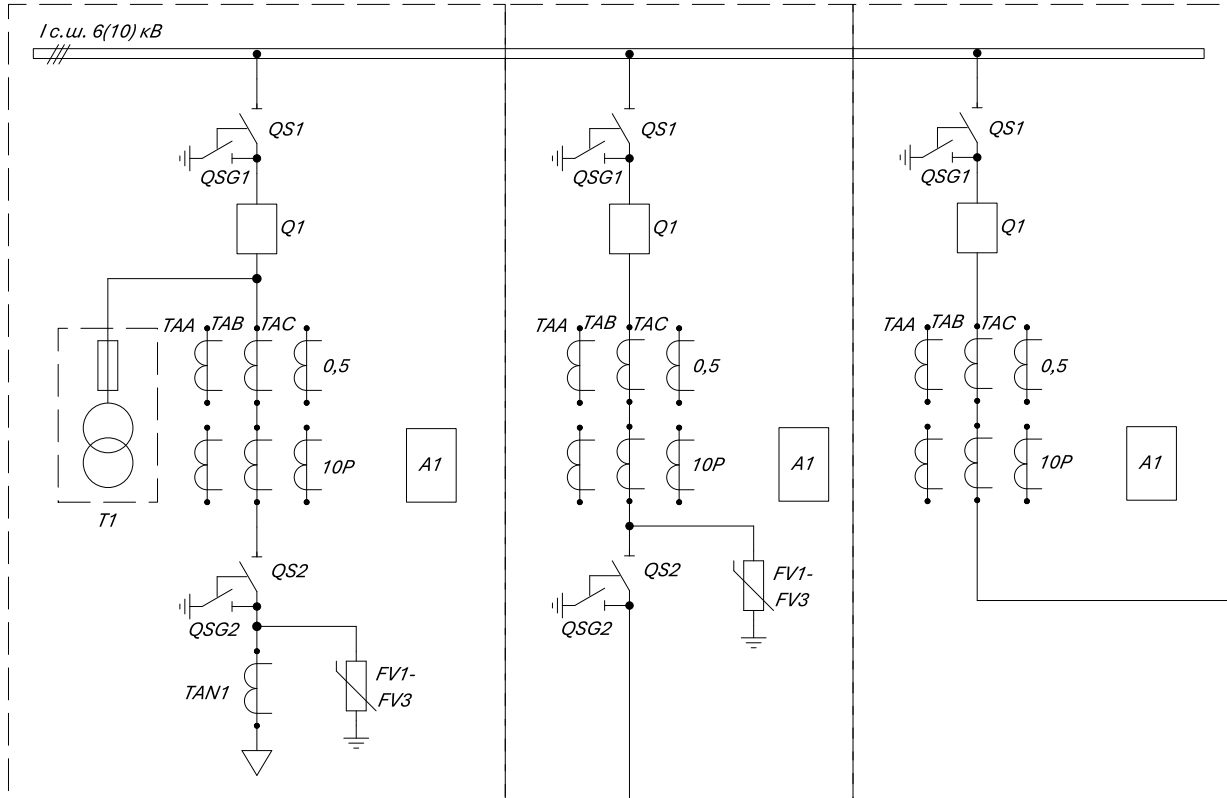 I с.ш. 6(10) кВ
QS1
QSG1
Q1
TAA TAB TAC
0,5
10P
A1
T1
QS2
QSG2
FV1-
FV3
TAN1
QS1
QSG1
Q1
TAA TAB TAC
0,5
10P
A1
QS2
QSG2
FV1-
FV3
QS1
QSG1
Q1
TAA TAB TAC
0,5
10P
A1